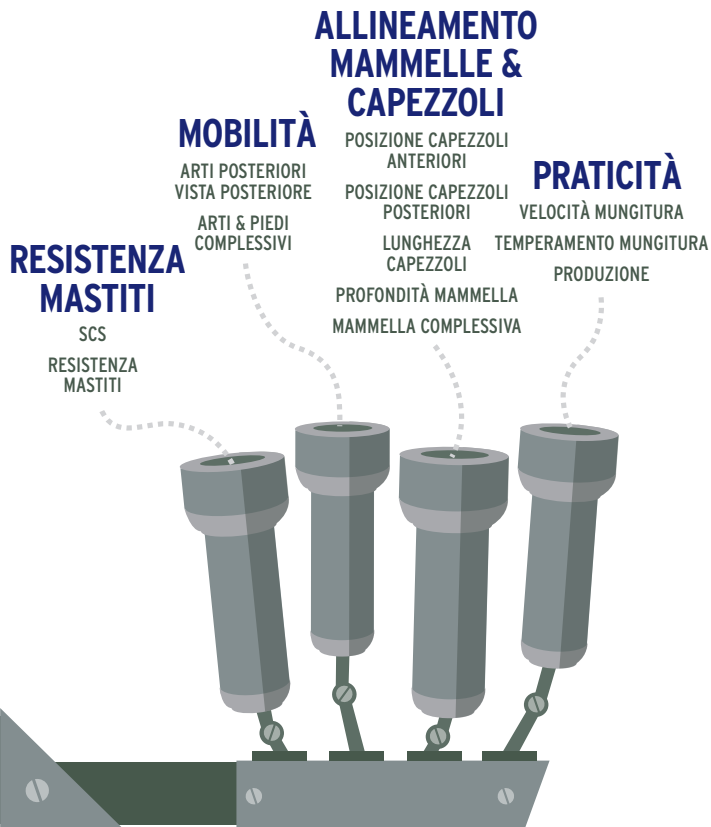 RESISTENZA
MASTITI
SCS
RESISTENZA
MASTITI
MOBILITÀ
ARTI POSTERIORI
VISTA POSTERIORE
ARTI & PIEDI
COMPLESSIVI
ALLINEAMENTO
MAMMELLE &
CAPEZZOLI
POSIZIONE CAPEZZOLI
ANTERIORI
POSIZIONE CAPEZZOLI
POSTERIORI
LUNGHEZZA
CAPEZZOLI
PROFONDITÀ MAMMELLA
MAMMELLA COMPLESSIVA
PRATICITÀ
VELOCITÀ MUNGITURA
TEMPERAMENTO MUNGITURA
PRODUZIONE